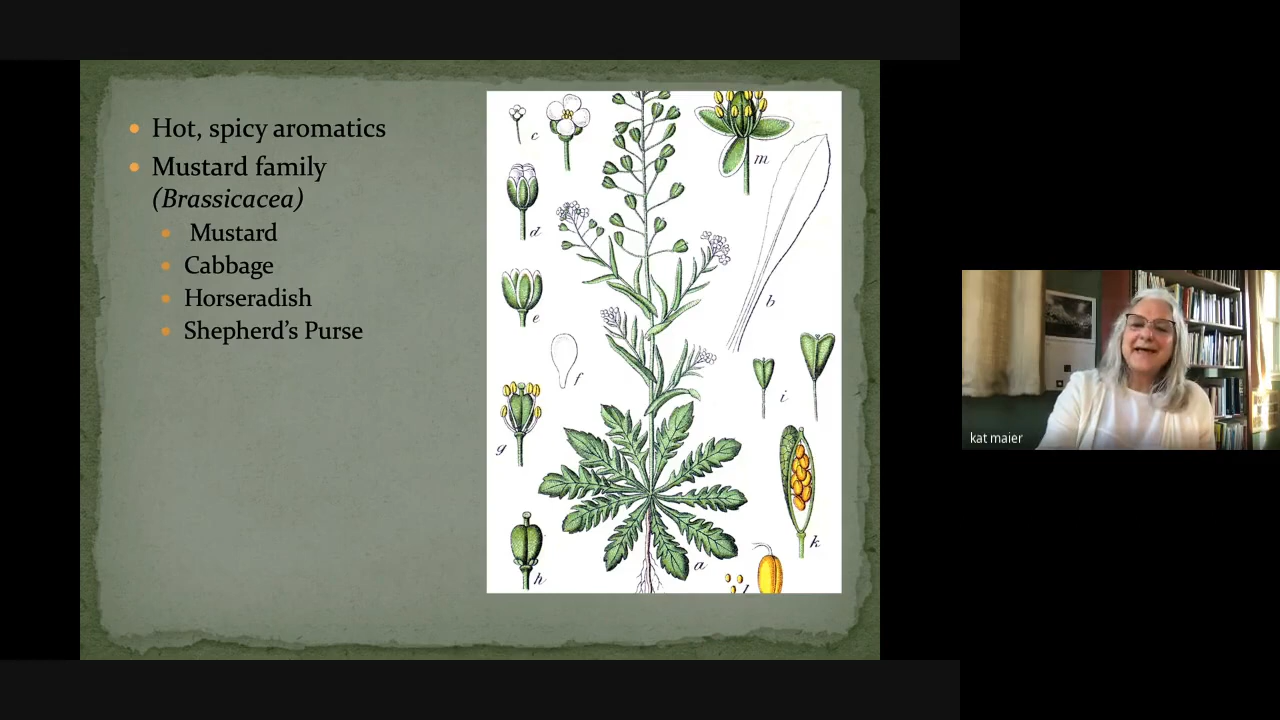 Hot, spicy aromatics
Mustard family
(Brassicacea)
Mustard
Cabbage
Horseradish
Shepherd's Purse
c
m
d
b
e
f
i
g
k
h
a
l
kat maier